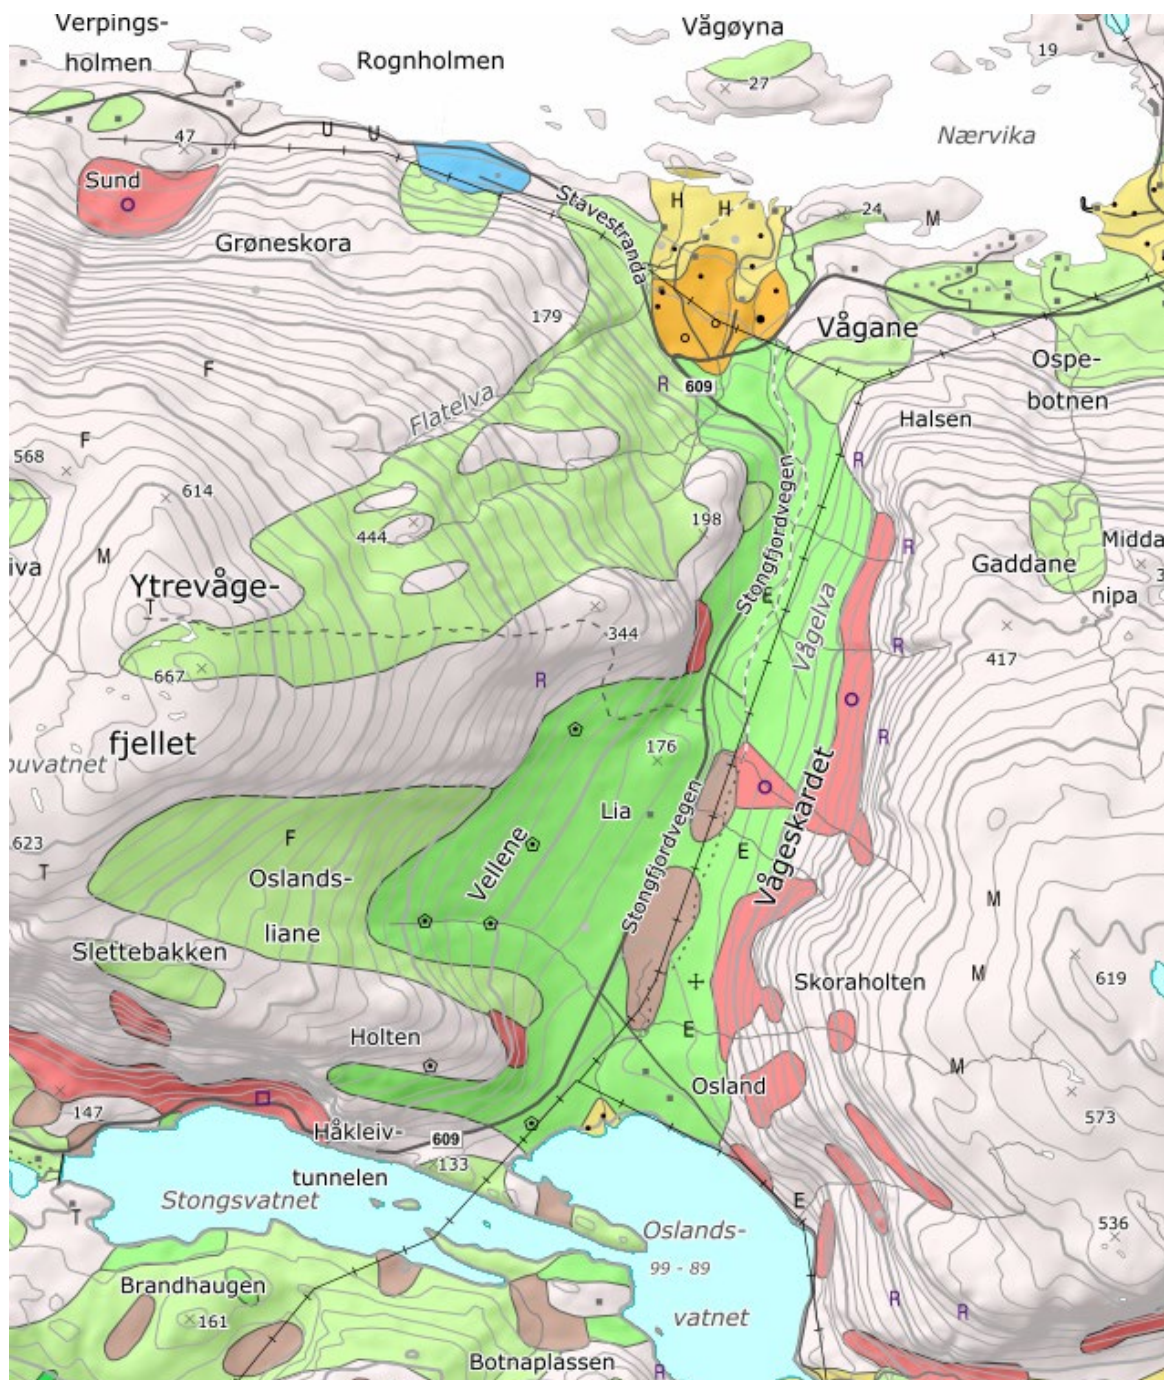 Verpings-
holmen
Rognholmen
Vågøyna
27
19
Nærvika
U
U
47
Sund
Grøneskora
Stavestranda
H
H
24
M
L
179
F
Vågane
Ospe-
botnen
R
609
Flatelva
Halsen
F
568
614
R
444
198
Stongfjordvegen
M
R
Gaddane
Midda
iva
nipa
3
Ytrevåge-
T
E
Vågelva
344
R
417
667
R
fjellet
R
176
ouvatnet
Vågeskardet
Lia
Stongfjordvegen
623
T
F
Vellene
E
Oslands-
liane
M
Slettebakken
Skoraholten
M
619
E
Holten
M
Osland
573
147
Håkleiv-
tunnelen
609
133
Stongsvatnet
T
E
Oslands-
99 - 89
vatnet
536
Brandhaugen
161
R
R
Botnaplassen
R